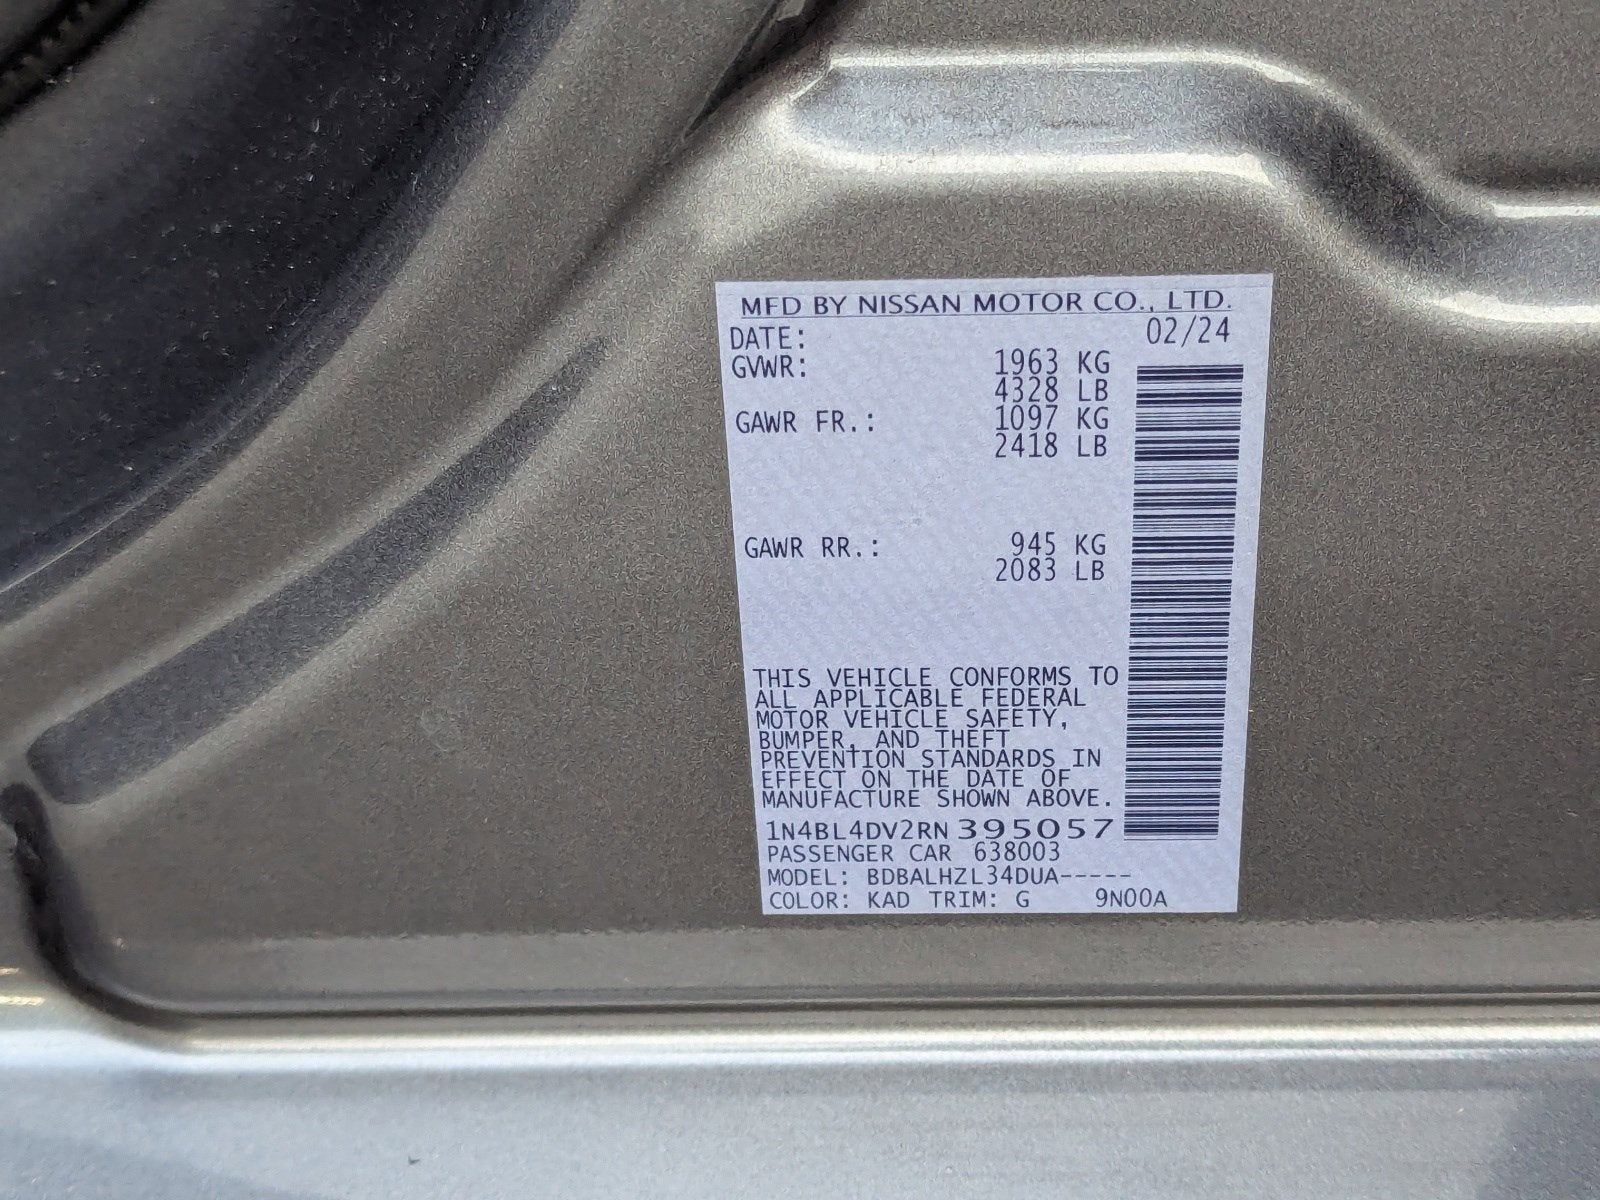 MFD BY NISSAN MOTOR CO., LTD.
DATE: 02/24
GVWR: 1963 KG
4328 LB
GAWR FR.: 1097 KG
2418 LB
GAWR RR.: 945 KG
2083 LB
THIS VEHICLE CONFORMS TO
ALL APPLICABLE FEDERAL
MOTOR VEHICLE SAFETY,
BUMPER, AND THEFT
PREVENTION STANDARDS IN
EFFECT ON THE DATE OF
MANUFACTURE SHOWN ABOVE.
1N4BL4DV2RN 395057
PASSENGER CAR 638003
MODEL: BDBALHZL34DUA-----
COLOR: KAD TRIM: G 9N00A